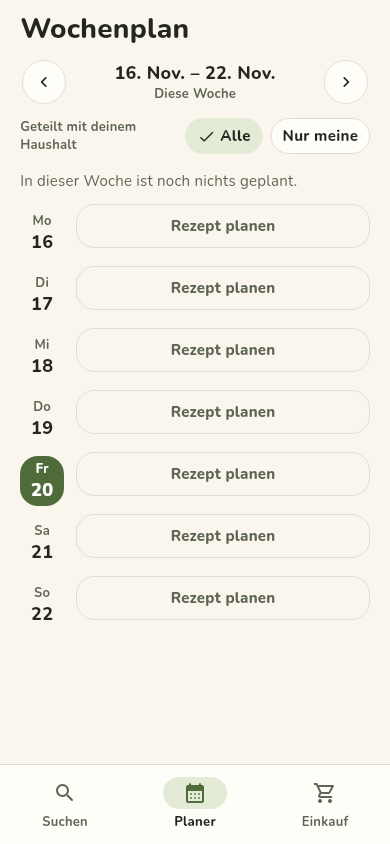 Wochenplan
16. Nov. – 22. Nov.
Diese Woche
Geteilt mit deinem
Haushalt
Alle
Nur meine
In dieser Woche ist noch nichts geplant.
Mo
16
Rezept planen
Di
17
Rezept planen
Mi
18
Rezept planen
Do
19
Rezept planen
Fr
20
Rezept planen
Sa
21
Rezept planen
So
22
Rezept planen
Suchen
Planer
Einkauf